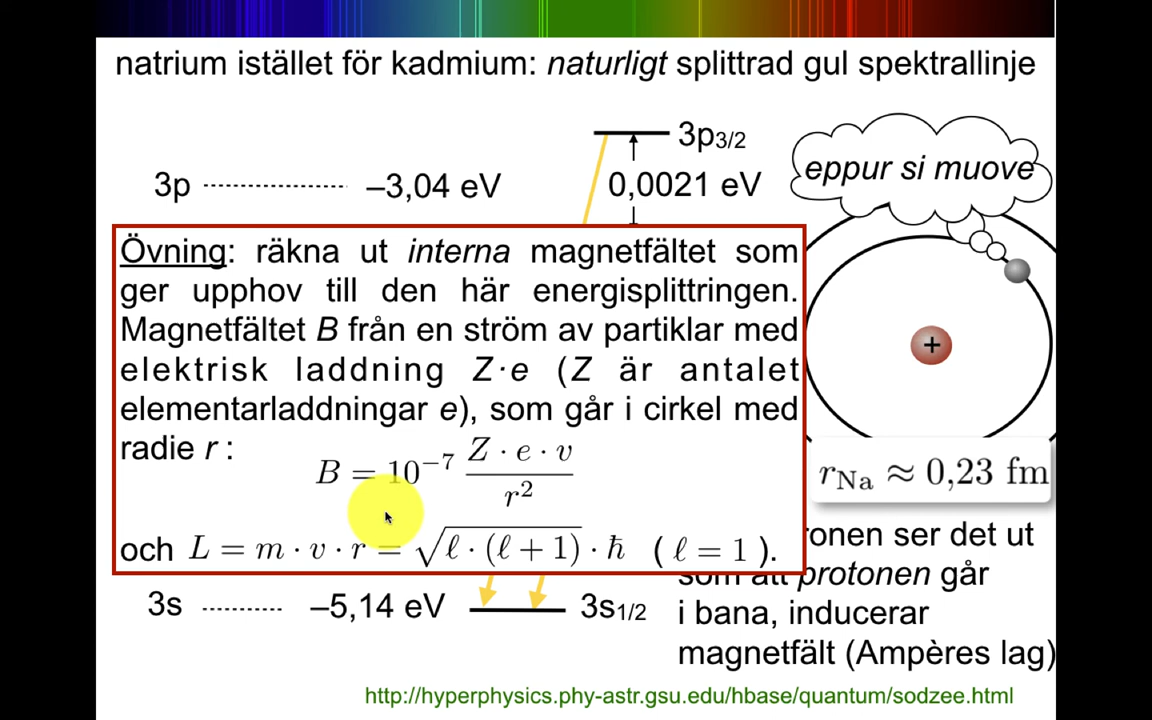 natrium istället för kadmium: naturligt splittrad gul spektrallinje
3p3/2
eppur si muove
3p
–3,04 eV
0,0021 eV
Övning: räkna ut interna magnetfältet som
ger upphov till den här energisplittringen.
Magnetfältet B från en ström av partiklar med
elektrisk laddning Z·e (Z är antalet
elementarladdningar e), som går i cirkel med
radie r :
B = 10⁻⁷ Z · e · v / r²
och L = m · v · r = √ℓ · (ℓ + 1) · ħ ( ℓ = 1 ).
+
r_Na ≈ 0,23 fm
ronen ser det ut
som att protonen går
i bana, inducerar
magnetfält (Ampères lag)
3s
–5,14 eV
3s1/2
http://hyperphysics.phy-astr.gsu.edu/hbase/quantum/sodzee.html